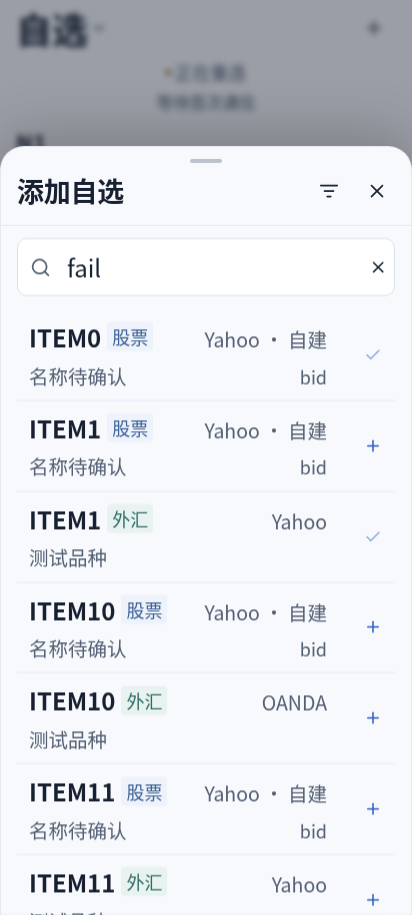 自选
正在重连
等待首次通信
添加自选
fail
ITEM0 股票 Yahoo · 自建
名称待确认 bid
ITEM1 股票 Yahoo · 自建
名称待确认 bid
ITEM1 外汇 Yahoo
测试品种
ITEM10 股票 Yahoo · 自建
名称待确认 bid
ITEM10 外汇 OANDA
测试品种
ITEM11 股票 Yahoo · 自建
名称待确认 bid
ITEM11 外汇 Yahoo